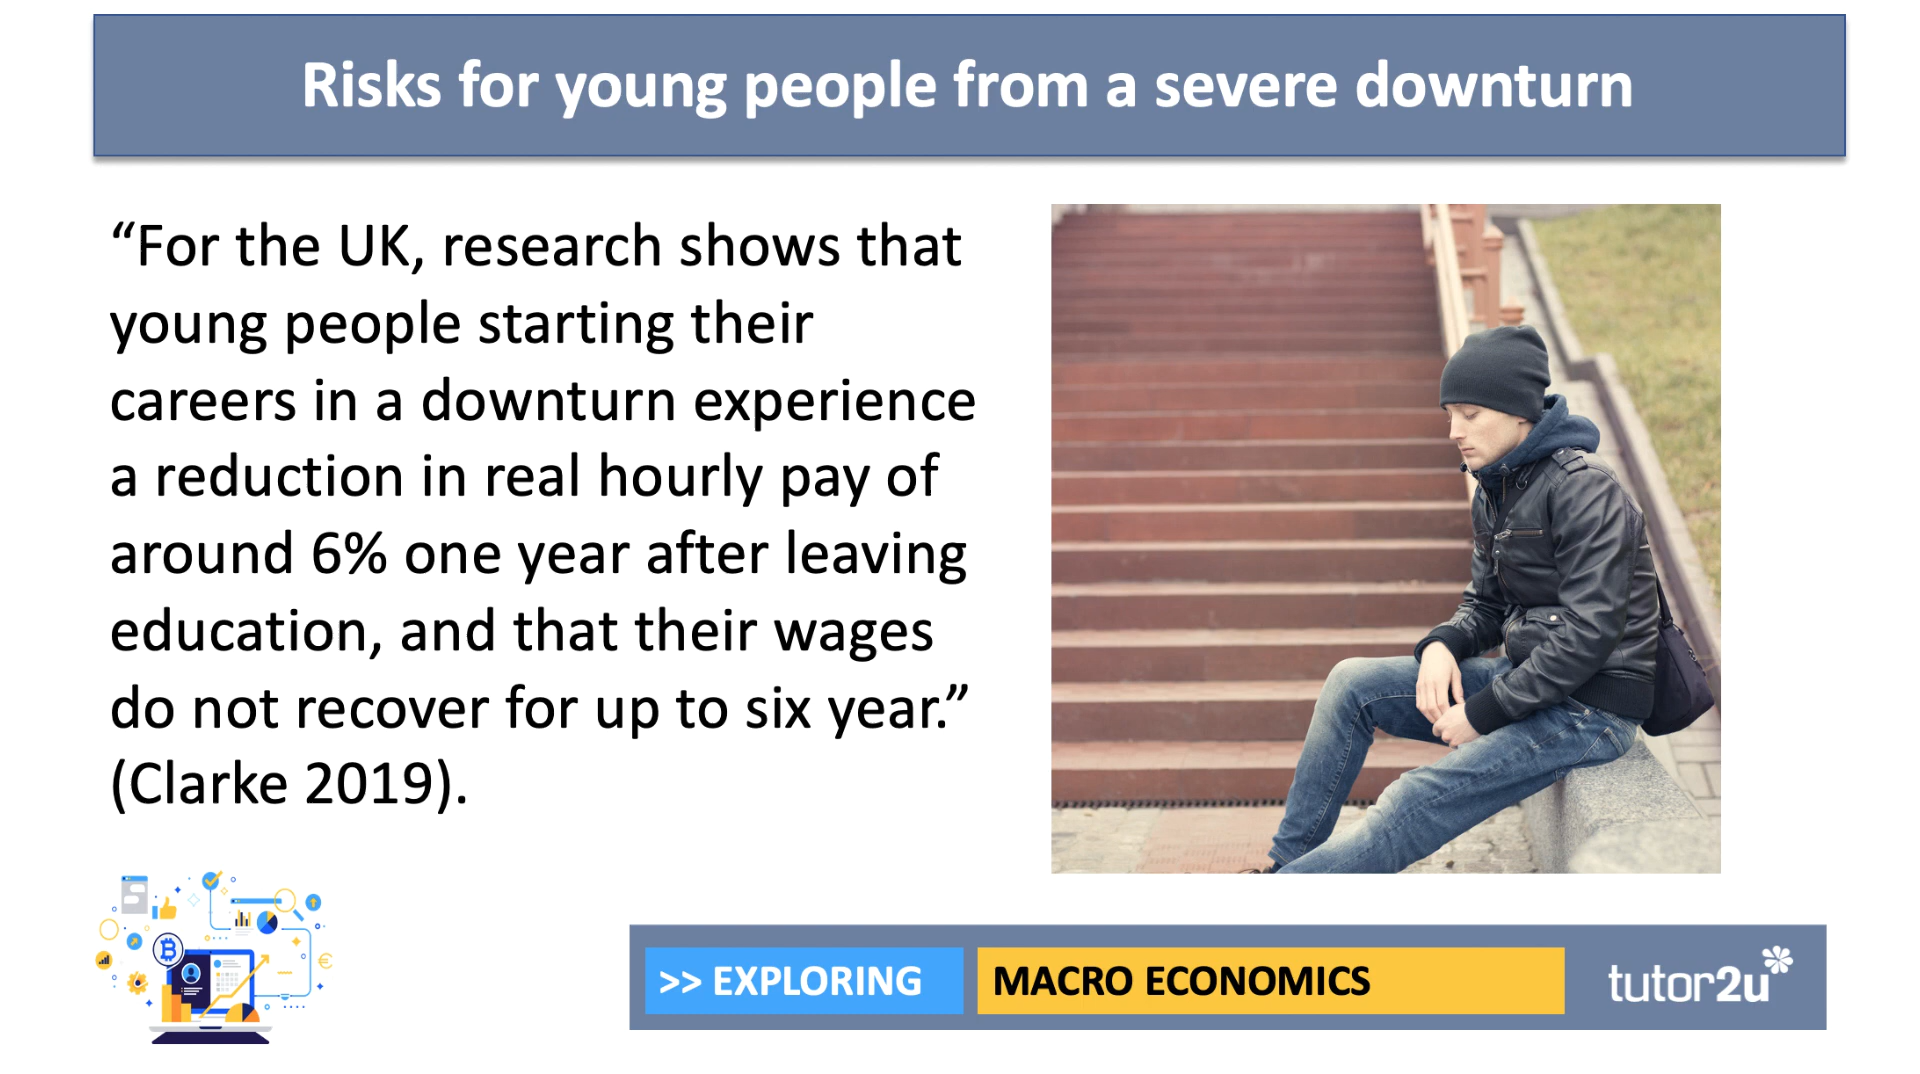 Risks for young people from a severe downturn
“For the UK, research shows that
young people starting their
careers in a downturn experience
a reduction in real hourly pay of
around 6% one year after leaving
education, and that their wages
do not recover for up to six year.”
(Clarke 2019).
>> EXPLORING
MACRO ECONOMICS
tutor2u